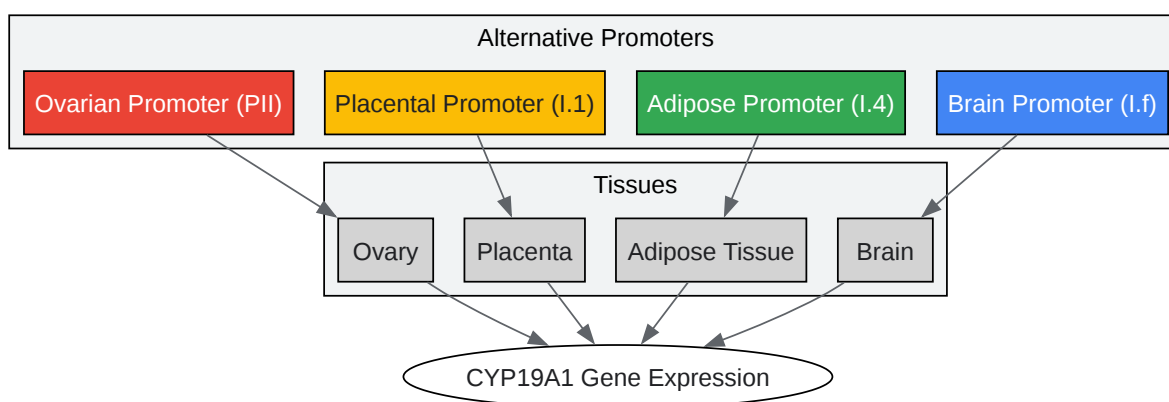 Alternative Promoters
Ovarian Promoter (PII)
Placental Promoter (I.1)
Adipose Promoter (I.4)
Brain Promoter (I.f)
Tissues
Ovary
Placenta
Adipose Tissue
Brain
CYP19A1 Gene Expression